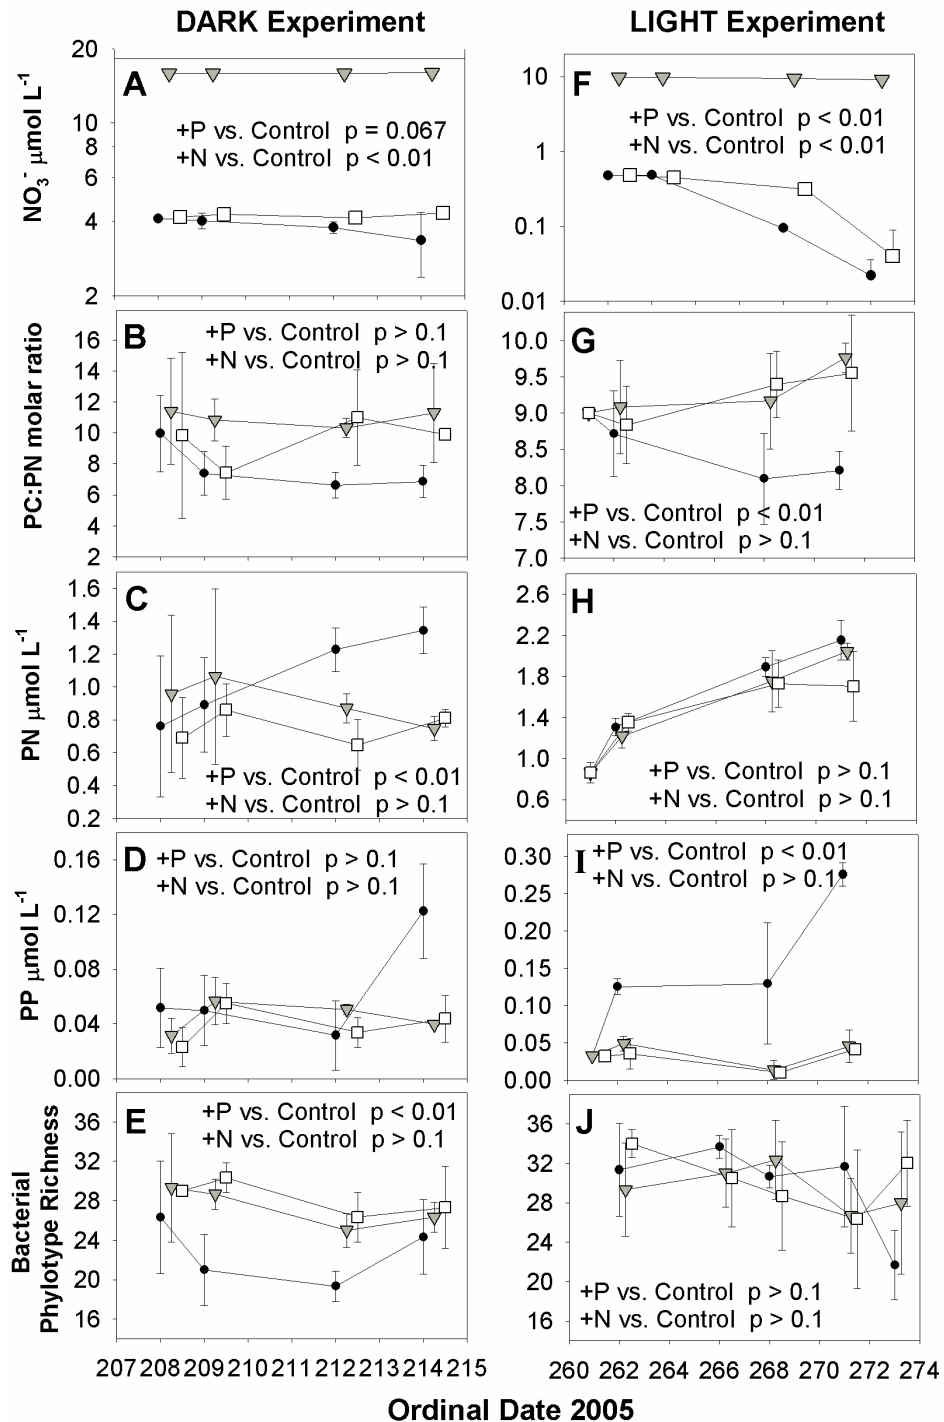 DARK Experiment
LIGHT Experiment
NO3- μmol L-1
20
10
8
6
4
2
A
+P vs. Control p = 0.067
+N vs. Control p < 0.01
10
1
0.1
0.01
F
+P vs. Control p < 0.01
+N vs. Control p < 0.01
PC:PN molar ratio
16
14
12
10
8
6
4
2
B
+P vs. Control p > 0.1
+N vs. Control p > 0.1
10.0
9.5
9.0
8.5
8.0
7.5
7.0
G
+P vs. Control p < 0.01
+N vs. Control p > 0.1
PN μmol L-1
1.6
1.4
1.2
1.0
0.8
0.6
0.4
0.2
C
+P vs. Control p < 0.01
+N vs. Control p > 0.1
2.6
2.2
1.8
1.4
1.0
0.6
H
+P vs. Control p > 0.1
+N vs. Control p > 0.1
PP μmol L-1
0.16
0.12
0.08
0.04
0.00
D
+P vs. Control p > 0.1
+N vs. Control p > 0.1
0.30
0.25
0.20
0.15
0.10
0.05
0.00
I
+P vs. Control p < 0.01
+N vs. Control p > 0.1
Bacterial
Phylotype Richness
36
32
28
24
20
16
E
+P vs. Control p < 0.01
+N vs. Control p > 0.1
36
32
28
24
20
16
J
+P vs. Control p > 0.1
+N vs. Control p > 0.1
207 208 209 210 211 212 213 214 215
260 262 264 266 268 270 272 274
Ordinal Date 2005